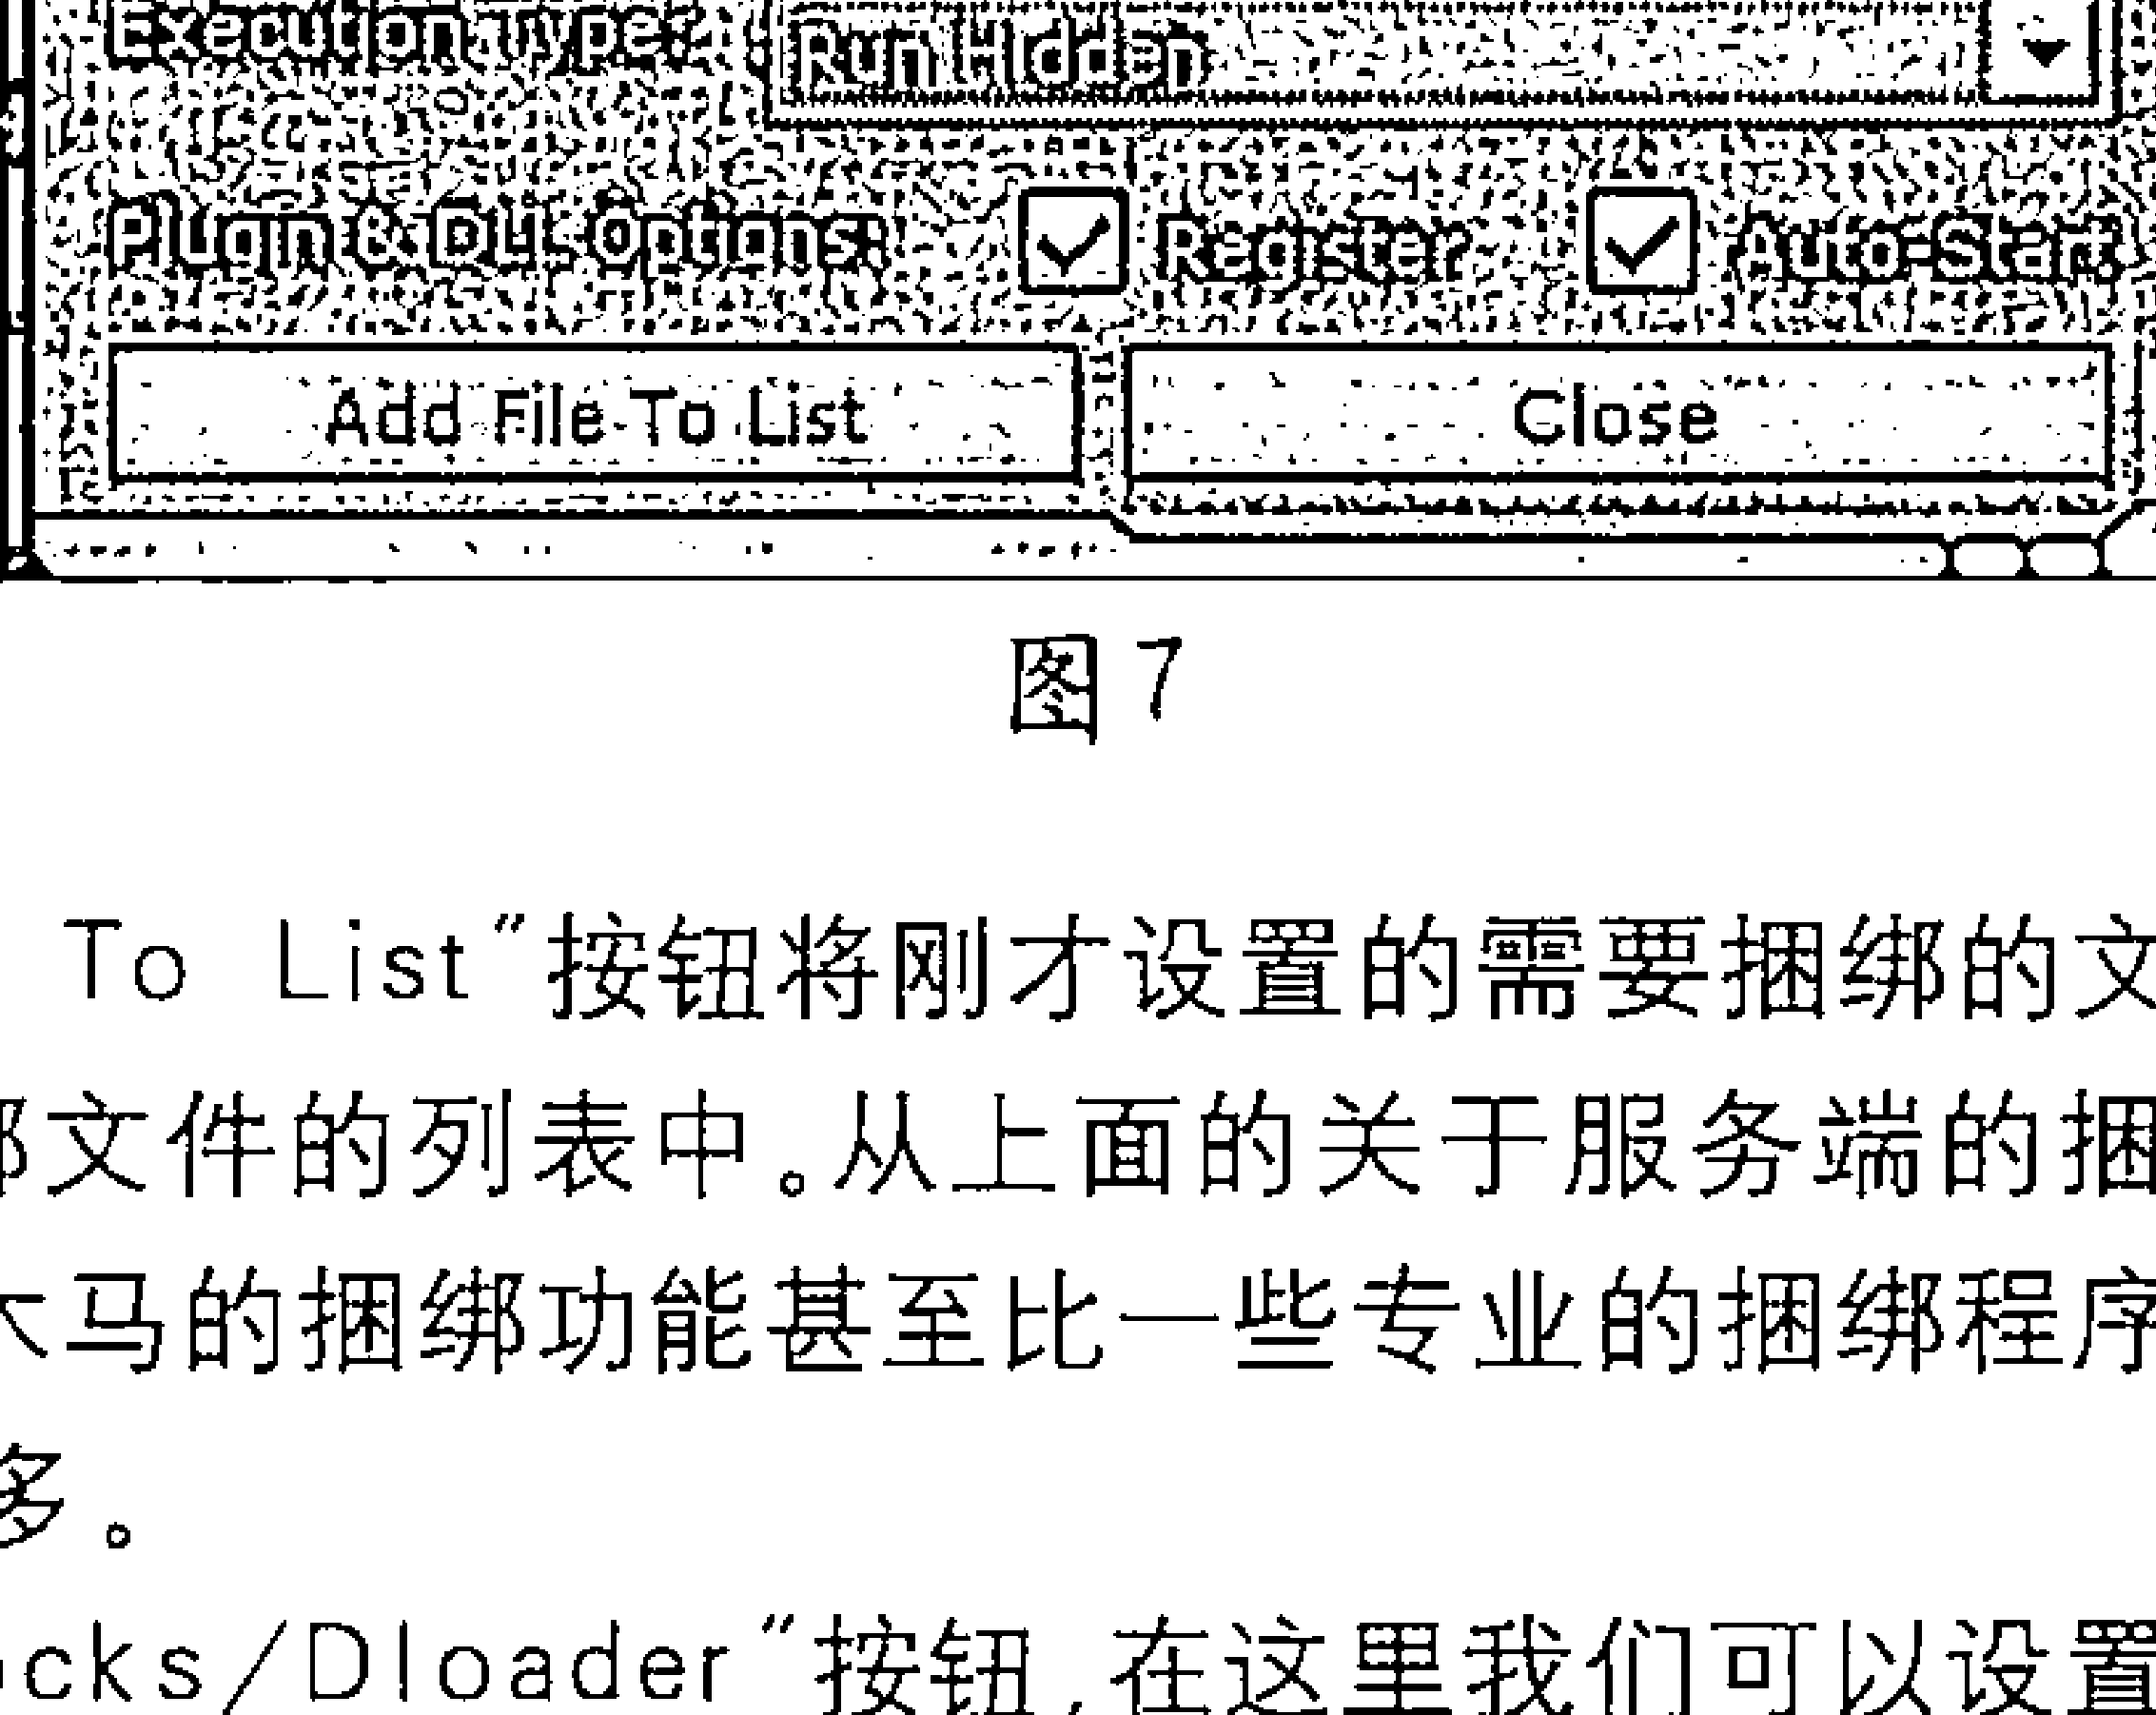 Execution Type:
Run Hidden
Plugin & DLL Options: Register Auto-Start
Add File To List Close
图7
To List"按钮将刚才设置的需要捆绑的文
文件的列表中。从上面的关于服务端的捆
木马的捆绑功能甚至比一些专业的捆绑程序
多。
ocks/Dloader"按钮,在这里我们可以设置